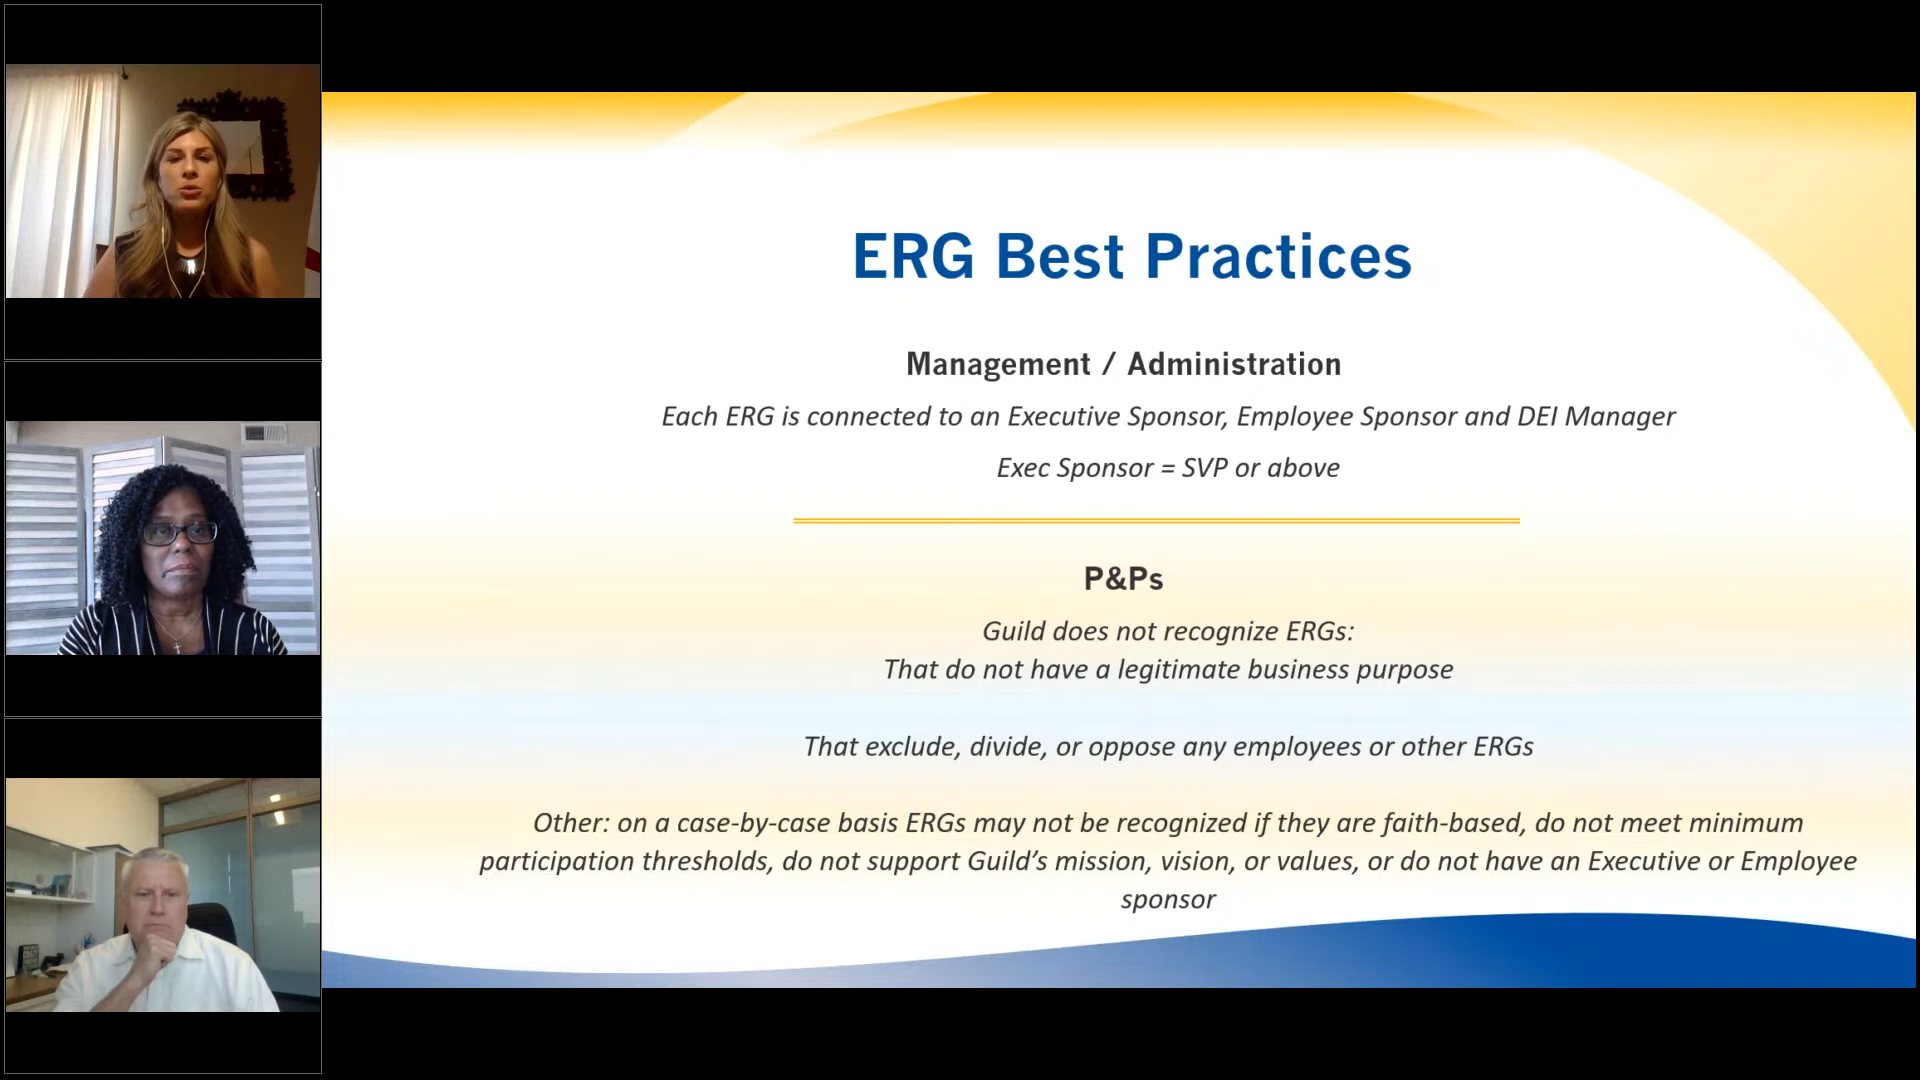 ERG Best Practices
Management / Administration
Each ERG is connected to an Executive Sponsor, Employee Sponsor and DEI Manager
Exec Sponsor = SVP or above
P&Ps
Guild does not recognize ERGs:
That do not have a legitimate business purpose
That exclude, divide, or oppose any employees or other ERGs
Other: on a case-by-case basis ERGs may not be recognized if they are faith-based, do not meet minimum
participation thresholds, do not support Guild’s mission, vision, or values, or do not have an Executive or Employee
sponsor